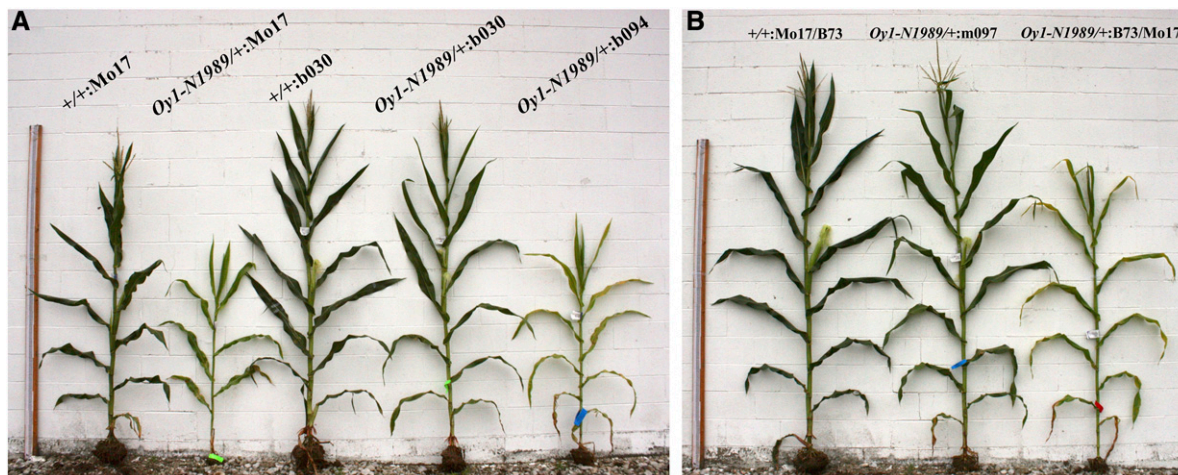 A
+/+:Mo17
Oy1-N1989/+:Mo17
+/+:b030
Oy1-N1989/+:b030
Oy1-N1989/+:b094
B
+/+:Mo17/B73
Oy1-N1989/+:m097
Oy1-N1989/+:B73/Mo17